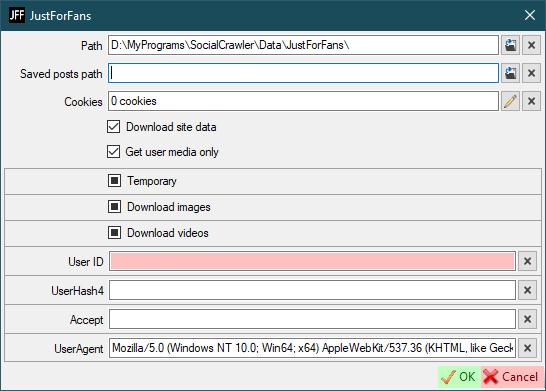 JFF JustForFans
Path D:\MyPrograms\SocialCrawler\Data\JustForFans\
Saved posts path
Cookies 0 cookies
Download site data
Get user media only
Temporary
Download images
Download videos
User ID
UserHash4
Accept
UserAgent Mozilla/5.0 (Windows NT 10.0; Win64; x64) AppleWebKit/537.36 (KHTML, like Geck
OK Cancel